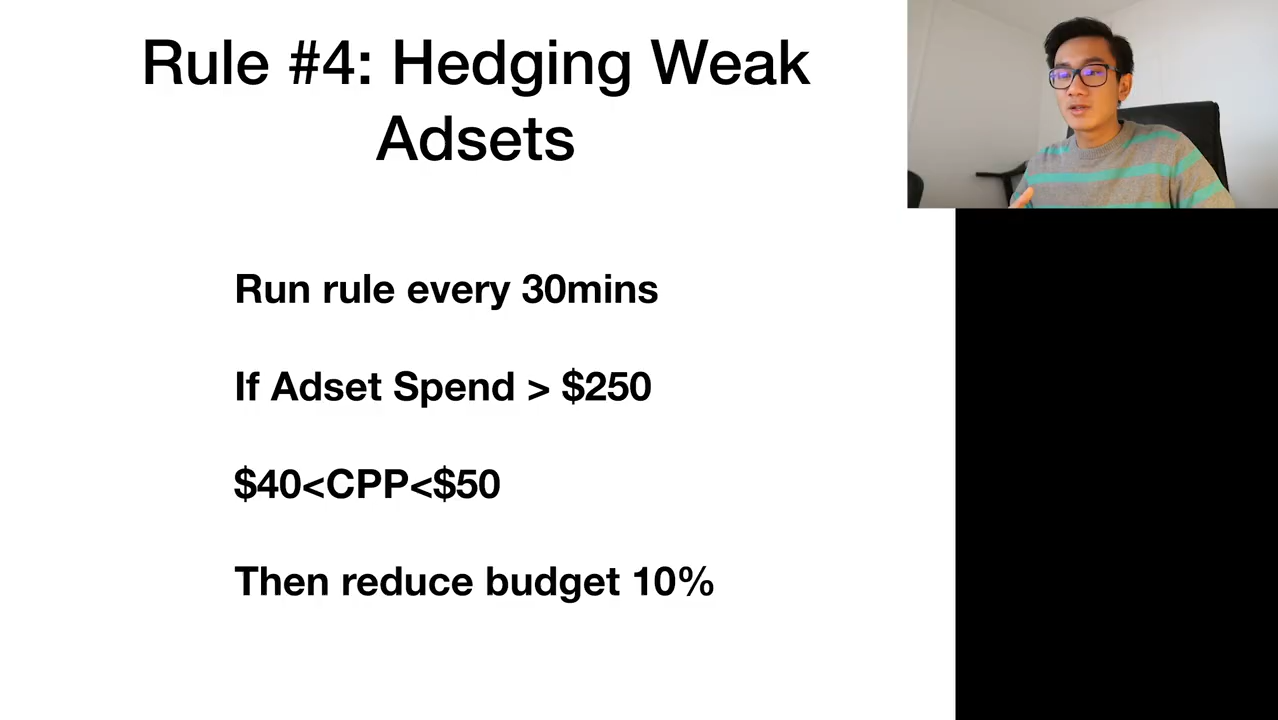 Rule #4: Hedging Weak
Adsets
Run rule every 30mins
If Adset Spend > $250
$40<CPP<$50
Then reduce budget 10%